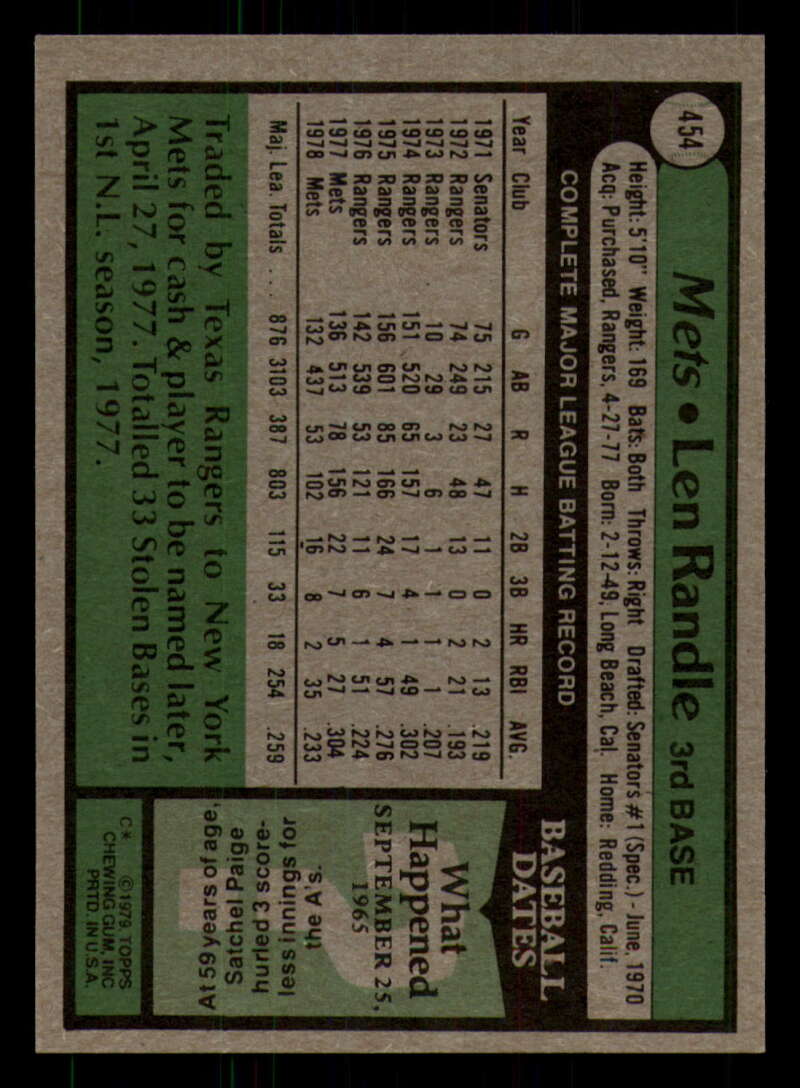 454
Mets • Len Randle 3rd BASE
Height: 5'10" Weight: 169 Bats: Both Throws: Right Drafted: Senators #1 (Spec.) - June, 1970
Acq: Purchased, Rangers, 4-27-77 Born: 2-12-49, Long Beach, Cal. Home: Redding, Calif.
COMPLETE MAJOR LEAGUE BATTING RECORD
Year Club G AB R H 2B 3B HR RBI AVG.
1971 Senators 75 215 27 47 11 0 2 13 .219
1972 Rangers 74 249 23 48 13 0 2 21 .193
1973 Rangers 10 29 3 6 1 1 1 1 .207
1974 Rangers 151 520 65 157 17 4 1 49 .302
1975 Rangers 156 601 85 166 24 7 4 57 .276
1976 Rangers 142 539 53 121 11 6 1 51 .224
1977 Mets 136 513 78 156 22 7 5 27 .304
1978 Mets 132 437 53 102 16 8 2 35 .233
Maj. Lea. Totals . . . 876 3103 387 803 115 33 18 254 .259
Traded by Texas Rangers to New York
Mets for cash & player to be named later,
April 27, 1977. Totalled 33 Stolen Bases in
1st N.L. season, 1977.
BASEBALL
DATES
What
Happened
SEPTEMBER 25,
1965
At 59 years of age,
Satchel Paige
hurled 3 score-
less innings for
the A's.
C* ©1979 TOPPS
CHEWING GUM, INC
PRTD. IN U.S.A.